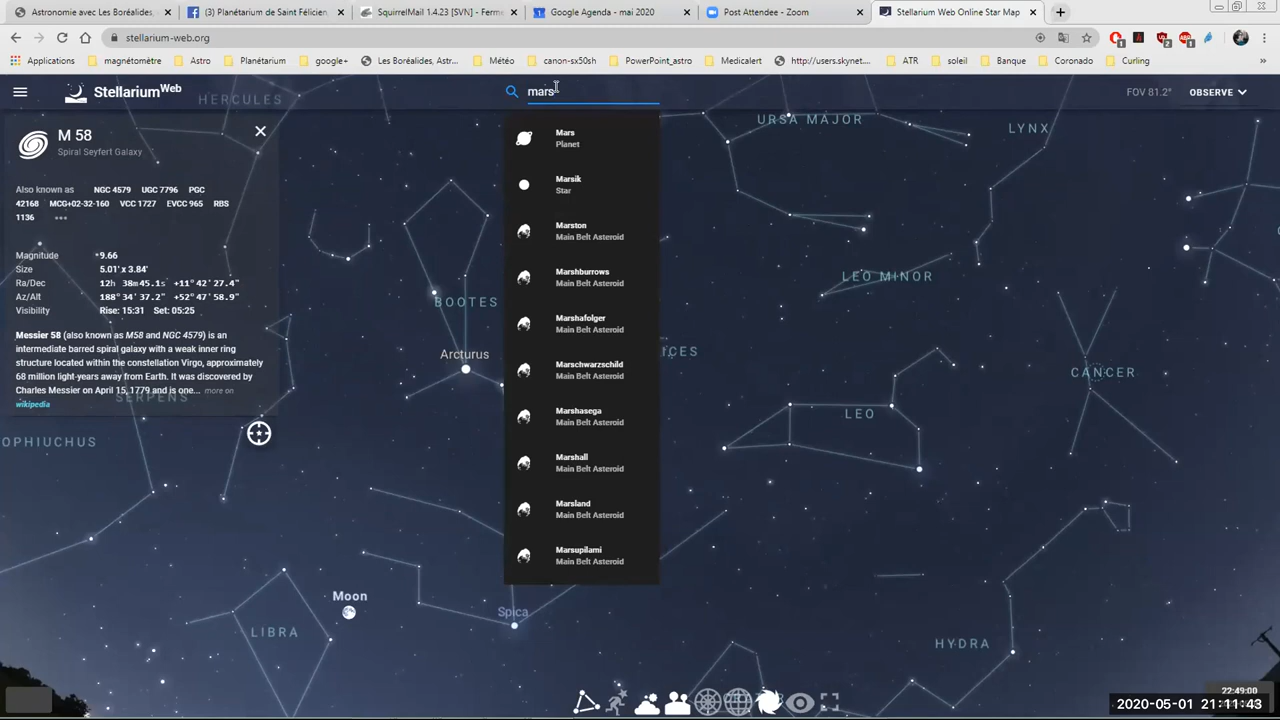 Astronomie avec les Boréalides,
(3) Planétarium de Saint Félicien,
SquirrelMail 1.4.23 [SVN] - Ferme
Google Agenda - mai 2020
Post Attendee - Zoom
Stellarium Web Online Star Map
stellarium-web.org
Applications
magnétomètre
Astro
Planétarium
google+
Les Boréalides, Astr...
Météo
canon-sx50sh
PowerPoint_astro
Medicalert
http://users.skynet...
ATR
soleil
Banque
Coronado
Curling
StellariumWeb
mars
FOV 81.2°
OBSERVE
HERCULES
URSA MAJOR
LYNX
M 58
Spiral Seyfert Galaxy
Also known as NGC 4579 UGC 7796 PGC
42168 MCG+02-32-160 VCC 1727 EVCC 965 RBS
1136
Magnitude 9.66
Size 5.01' x 3.84'
Ra/Dec 12h 38m45.1s +11°42'27.4"
Az/Alt 188°34'37.2" +52°47'58.9"
Visibility Rise: 15:31 Set: 05:25
Messier 58 (also known as M58 and NGC 4579) is an
intermediate barred spiral galaxy with a weak inner ring
structure located within the constellation Virgo, approximately
68 million light-years away from Earth. It was discovered by
Charles Messier on April 15, 1779 and is one... more on
wikipedia
Mars
Planet
Marsik
Star
Marston
Main Belt Asteroid
Marshburrows
Main Belt Asteroid
Marshafolger
Main Belt Asteroid
Marschwarzschild
Main Belt Asteroid
Marshasega
Main Belt Asteroid
Marshall
Main Belt Asteroid
Marsland
Main Belt Asteroid
Marsupilami
Main Belt Asteroid
LEO MINOR
BOOTES
Arcturus
ICES
CANCER
SERPENS
LEO
OPHIUCHUS
Moon
Spica
LIBRA
HYDRA
22:49:00
2020-05-01 21:11:43